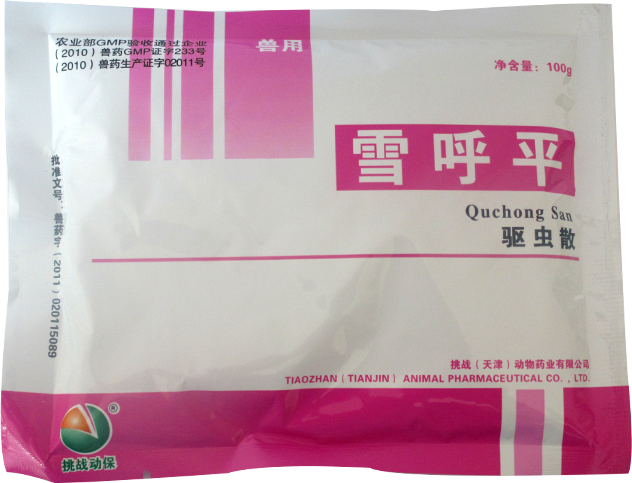 农业部GMP验收通过企业
（2010）兽药GMP证字233号
（2010）兽药生产证字02011号
兽用
净含量：100g
雪呼平
Quchong San
驱虫散
批准文号：兽药字（2011）020115089
挑战（天津）动物药业有限公司
TIAOZHAN（TIANJIN）ANIMAL PHARMACEUTICAL CO.，LTD.
®
挑战动保